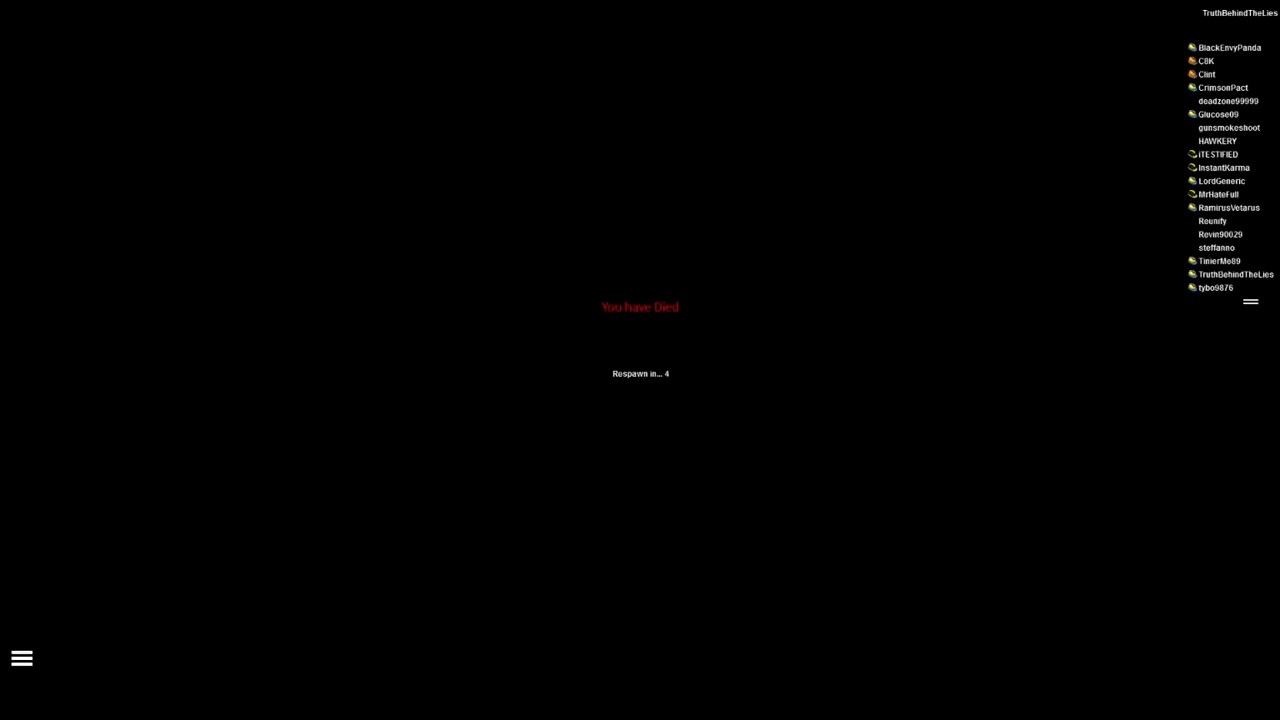 TruthBehindTheLies
BlackEnvyPanda
C8K
Clint
CrimsonPact
deadzone99999
Glucose09
gunsmokeshoot
HAWKERY
iTESTIFIED
InstantKarma
LordGeneric
MrHateFull
RamirusVetarus
Reunify
Revin90029
steffanno
TinierMe89
TruthBehindTheLies
tybo9876
You have Died
Respawn in... 4